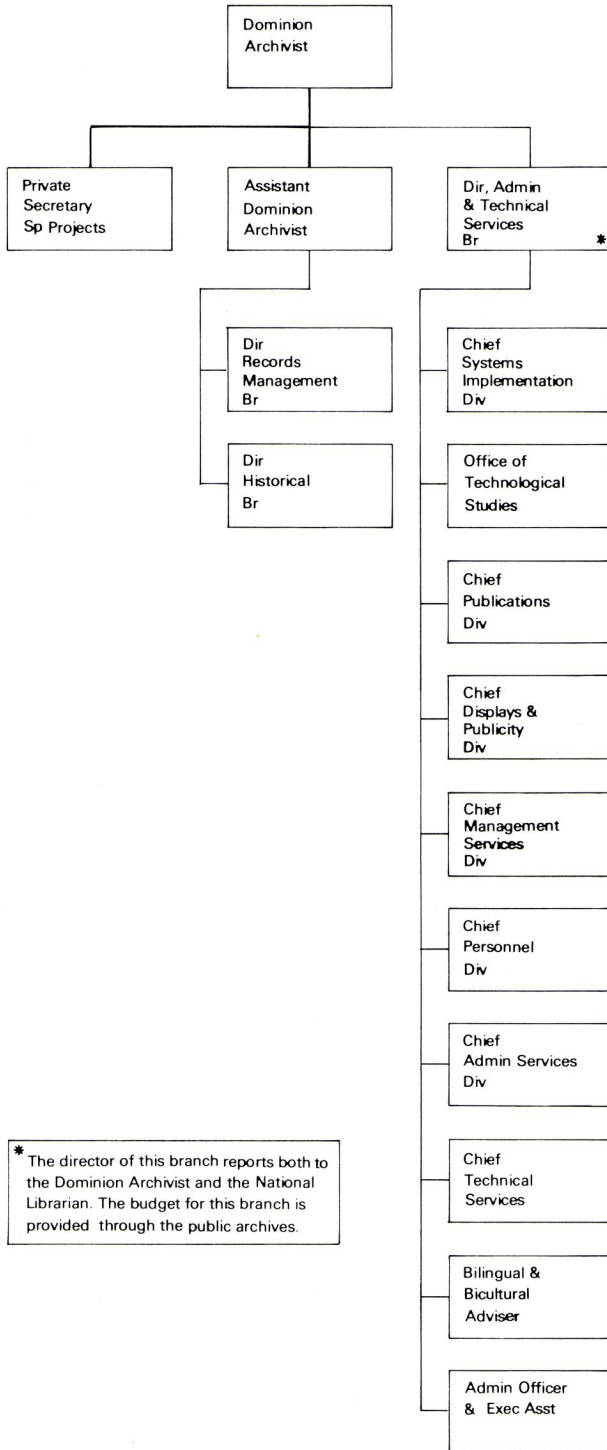 Dominion
Archivist
Private
Secretary
Sp Projects
Assistant
Dominion
Archivist
Dir, Admin
& Technical
Services
Br *
Dir
Records
Management
Br
Dir
Historical
Br
Chief
Systems
Implementation
Div
Office of
Technological
Studies
Chief
Publications
Div
Chief
Displays &
Publicity
Div
Chief
Management
Services
Div
Chief
Personnel
Div
Chief
Admin Services
Div
Chief
Technical
Services
Bilingual &
Bicultural
Adviser
Admin Officer
& Exec Asst
* The director of this branch reports both to
the Dominion Archivist and the National
Librarian. The budget for this branch is
provided through the public archives.